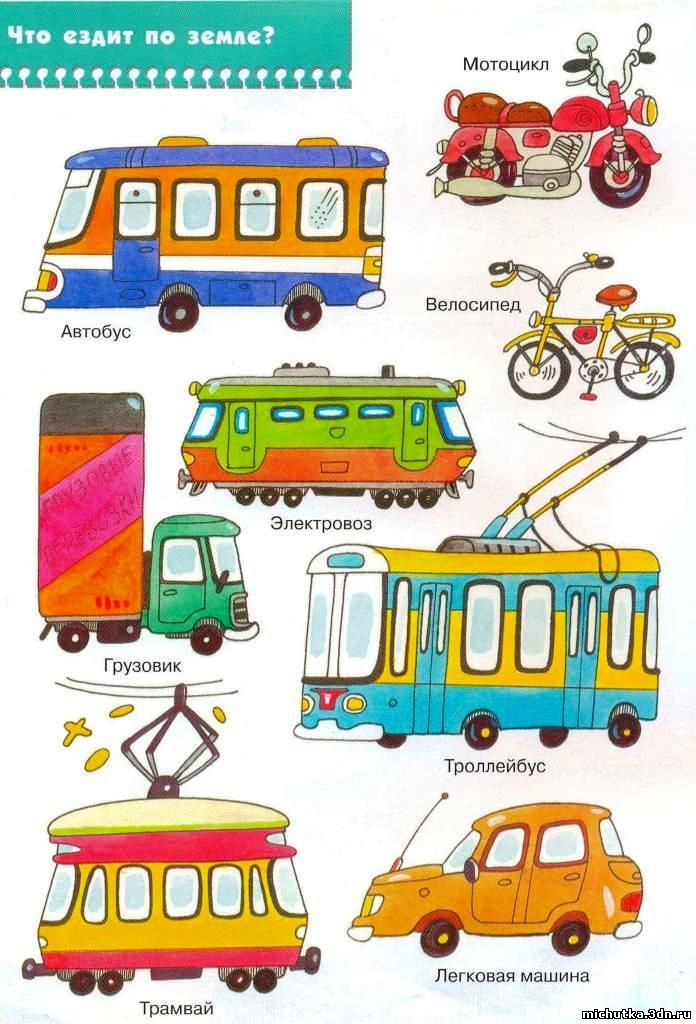 Что ездит по земле?
Мотоцикл
Автобус
Велосипед
Электровоз
ГРУЗОВЫЕ
ПЕРЕВОЗКИ
Грузовик
Троллейбус
Трамвай
Легковая машина
michutka.3dn.ru